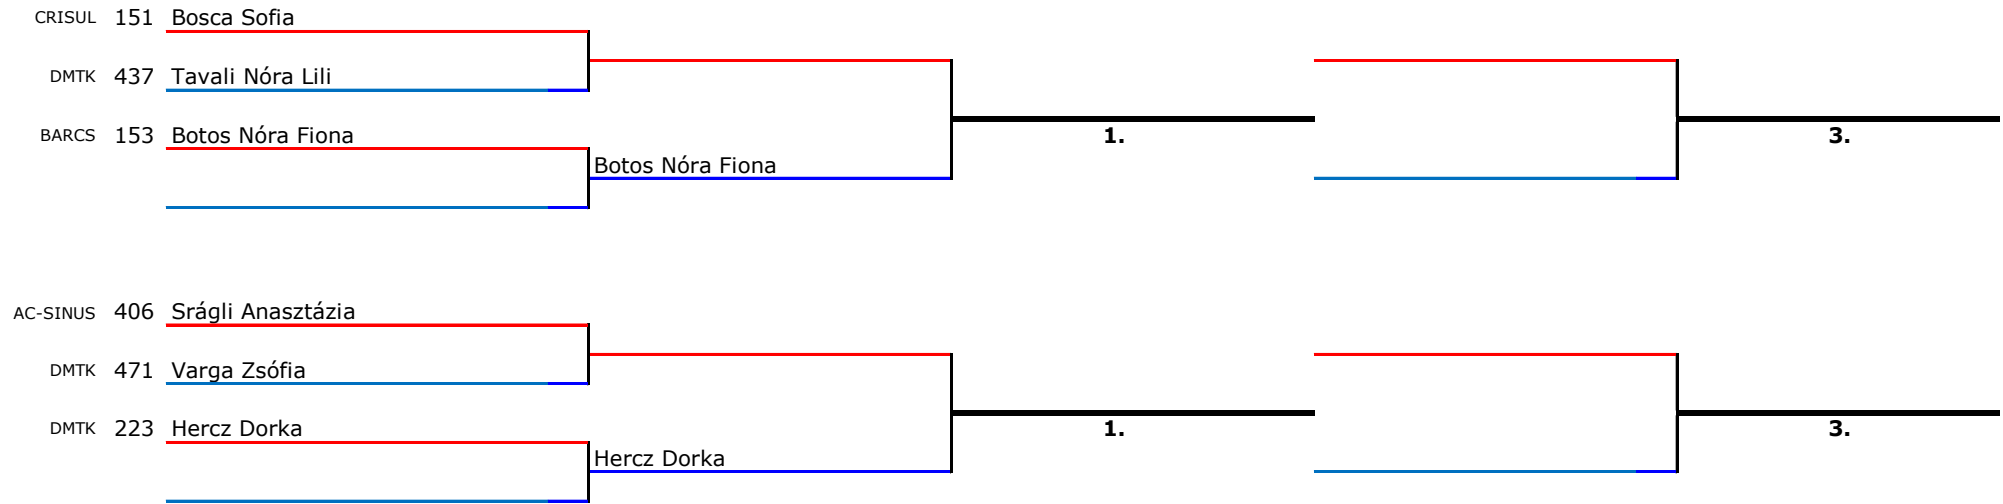 CRISUL 151 Bosca Sofia
DMTK 437 Tavali Nóra Lili
BARCS 153 Botos Nóra Fiona
1.
3.
Botos Nóra Fiona
AC-SINUS 406 Srágli Anasztázia
DMTK 471 Varga Zsófia
DMTK 223 Hercz Dorka
1.
3.
Hercz Dorka